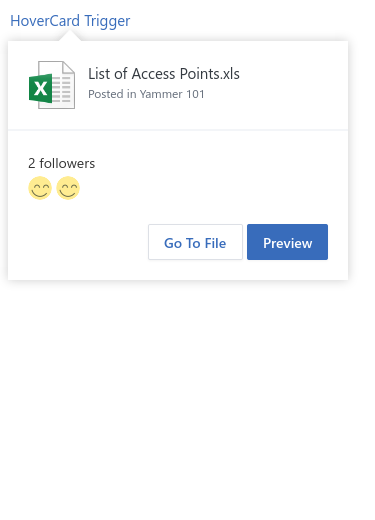 HoverCard Trigger
X
List of Access Points.xls
Posted in Yammer 101
2 followers
Go To File
Preview